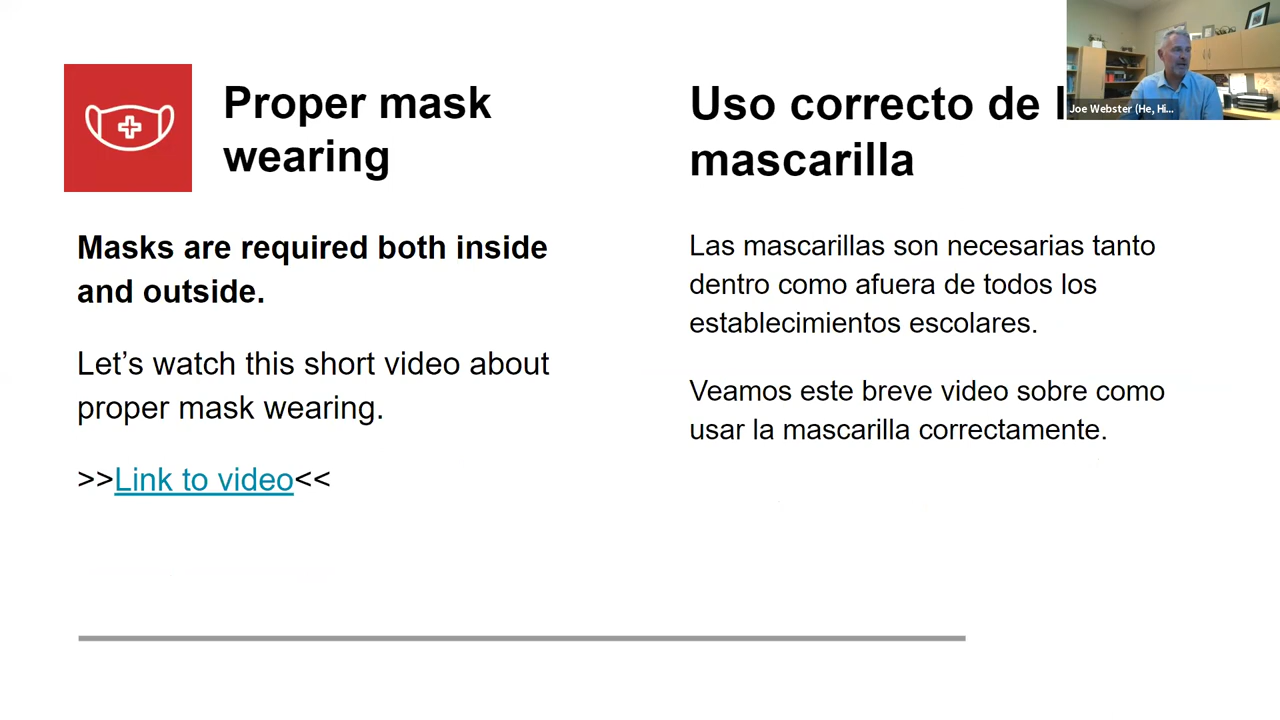 Proper mask
wearing
Masks are required both inside
and outside.
Let’s watch this short video about
proper mask wearing.
>>Link to video<<
Uso correcto de
mascarilla
Las mascarillas son necesarias tanto
dentro como afuera de todos los
establecimientos escolares.
Veamos este breve video sobre como
usar la mascarilla correctamente.
Joe Webster (He, Hi...